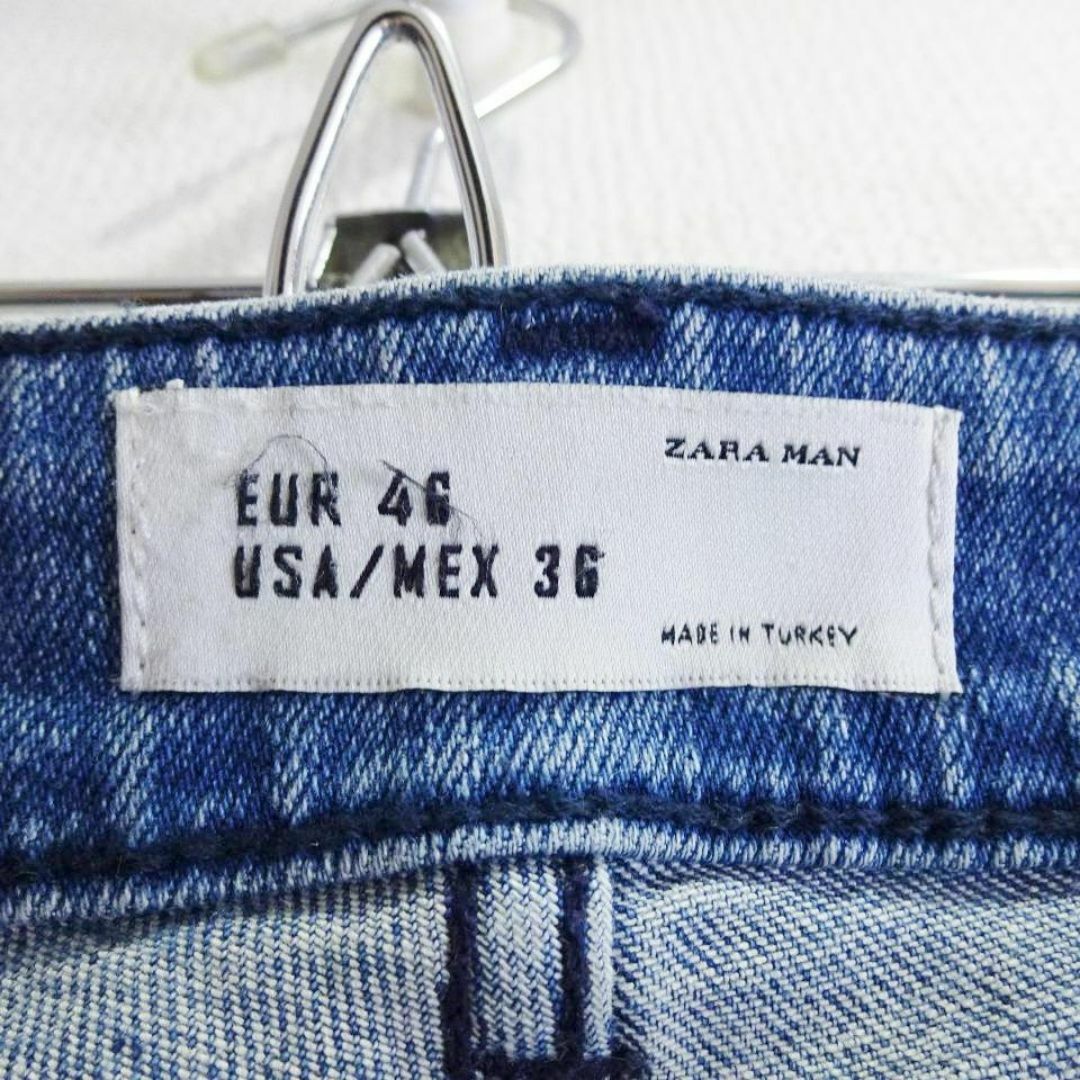 ZARA MAN
EUR 46
USA/MEX 36
MADE IN TURKEY